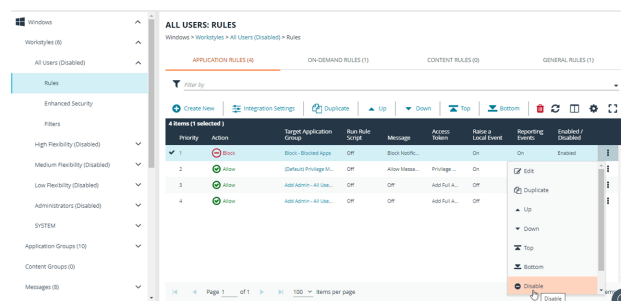 Windows
Workstyles (6)
All Users (Disabled)
Rules
Enhanced Security
Filters
High Flexibility (Disabled)
Medium Flexibility (Disabled)
Low Flexibility (Disabled)
Administrators (Disabled)
SYSTEM
Application Groups (10)
Content Groups (0)
Messages (8)
ALL USERS: RULES
Windows > Workstyles > All Users (Disabled) > Rules
APPLICATION RULES (4) ON-DEMAND RULES (1) CONTENT RULES (0) GENERAL RULES (1)
Filter by
Create New Integration Settings Duplicate Up Down Top Bottom
4 items (1 selected )
Priority Action Target Application Group Run Rule Script Message Access Token Raise a Local Event Reporting Events Enabled / Disabled
1 Block Block - Blocked Apps Off Block Notific... On On Enabled
2 Allow (Default) Privilege M... Off Allow Messa... Privilege ... On
3 Allow Add Admin - All Use... Off Off Add Full A... Off
4 Allow Add Admin - All Use... Off Off Add Full A... Off
Edit
Duplicate
Up
Down
Top
Bottom
Disable
Disable
Page 1 of 1 100 items per page